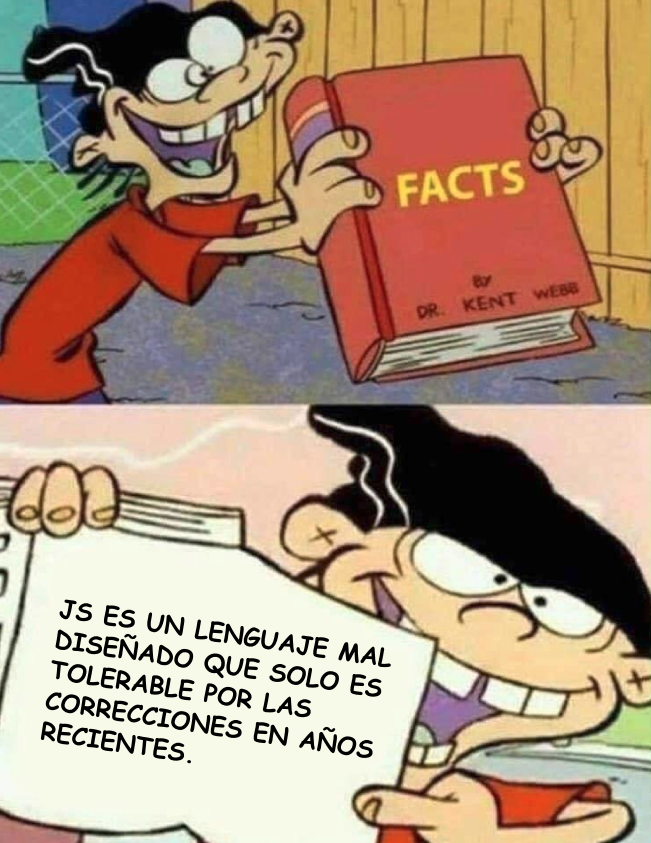 FACTS
BY
DR. KENT WEBB
JS ES UN LENGUAJE MAL
DISEÑADO QUE SOLO ES
TOLERABLE POR LAS
CORRECCIONES EN AÑOS
RECIENTES.